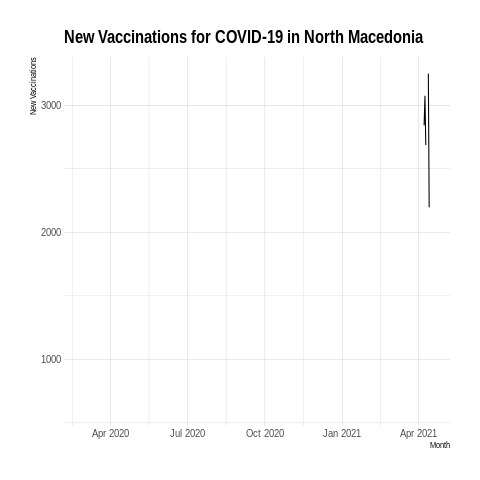 New Vaccinations for COVID-19 in North Macedonia
New Vaccinations
3000
2000
1000
Apr 2020 Jul 2020 Oct 2020 Jan 2021 Apr 2021
Month